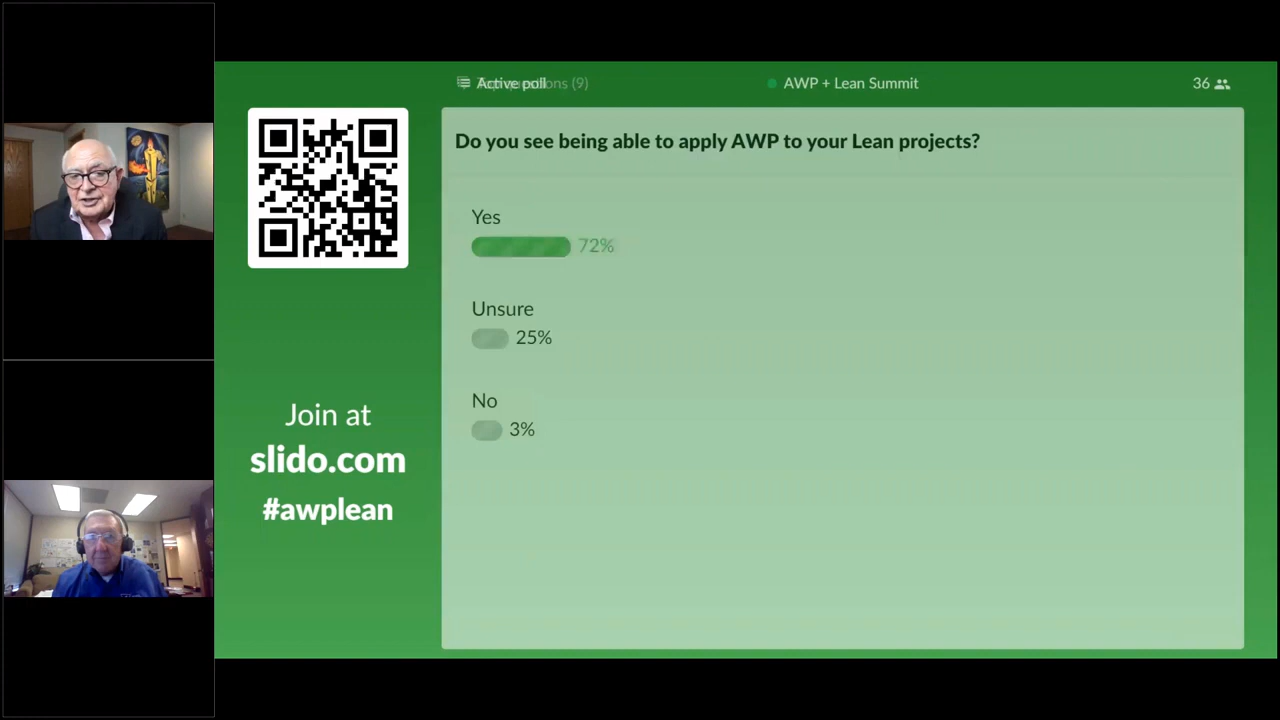 Active poll
AWP + Lean Summit
36
Do you see being able to apply AWP to your Lean projects?
Yes
72%
Unsure
25%
No
3%
Join at
slido.com
#awplean